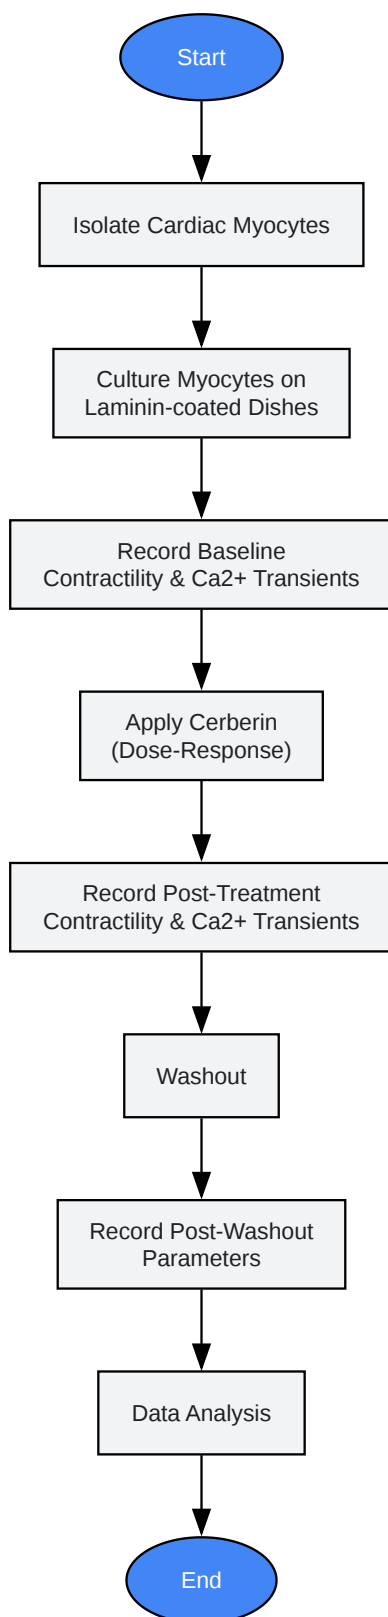 Start
Isolate Cardiac Myocytes
Culture Myocytes on
Laminin-coated Dishes
Record Baseline
Contractility & Ca2+ Transients
Apply Cerberin
(Dose-Response)
Record Post-Treatment
Contractility & Ca2+ Transients
Washout
Record Post-Washout
Parameters
Data Analysis
End